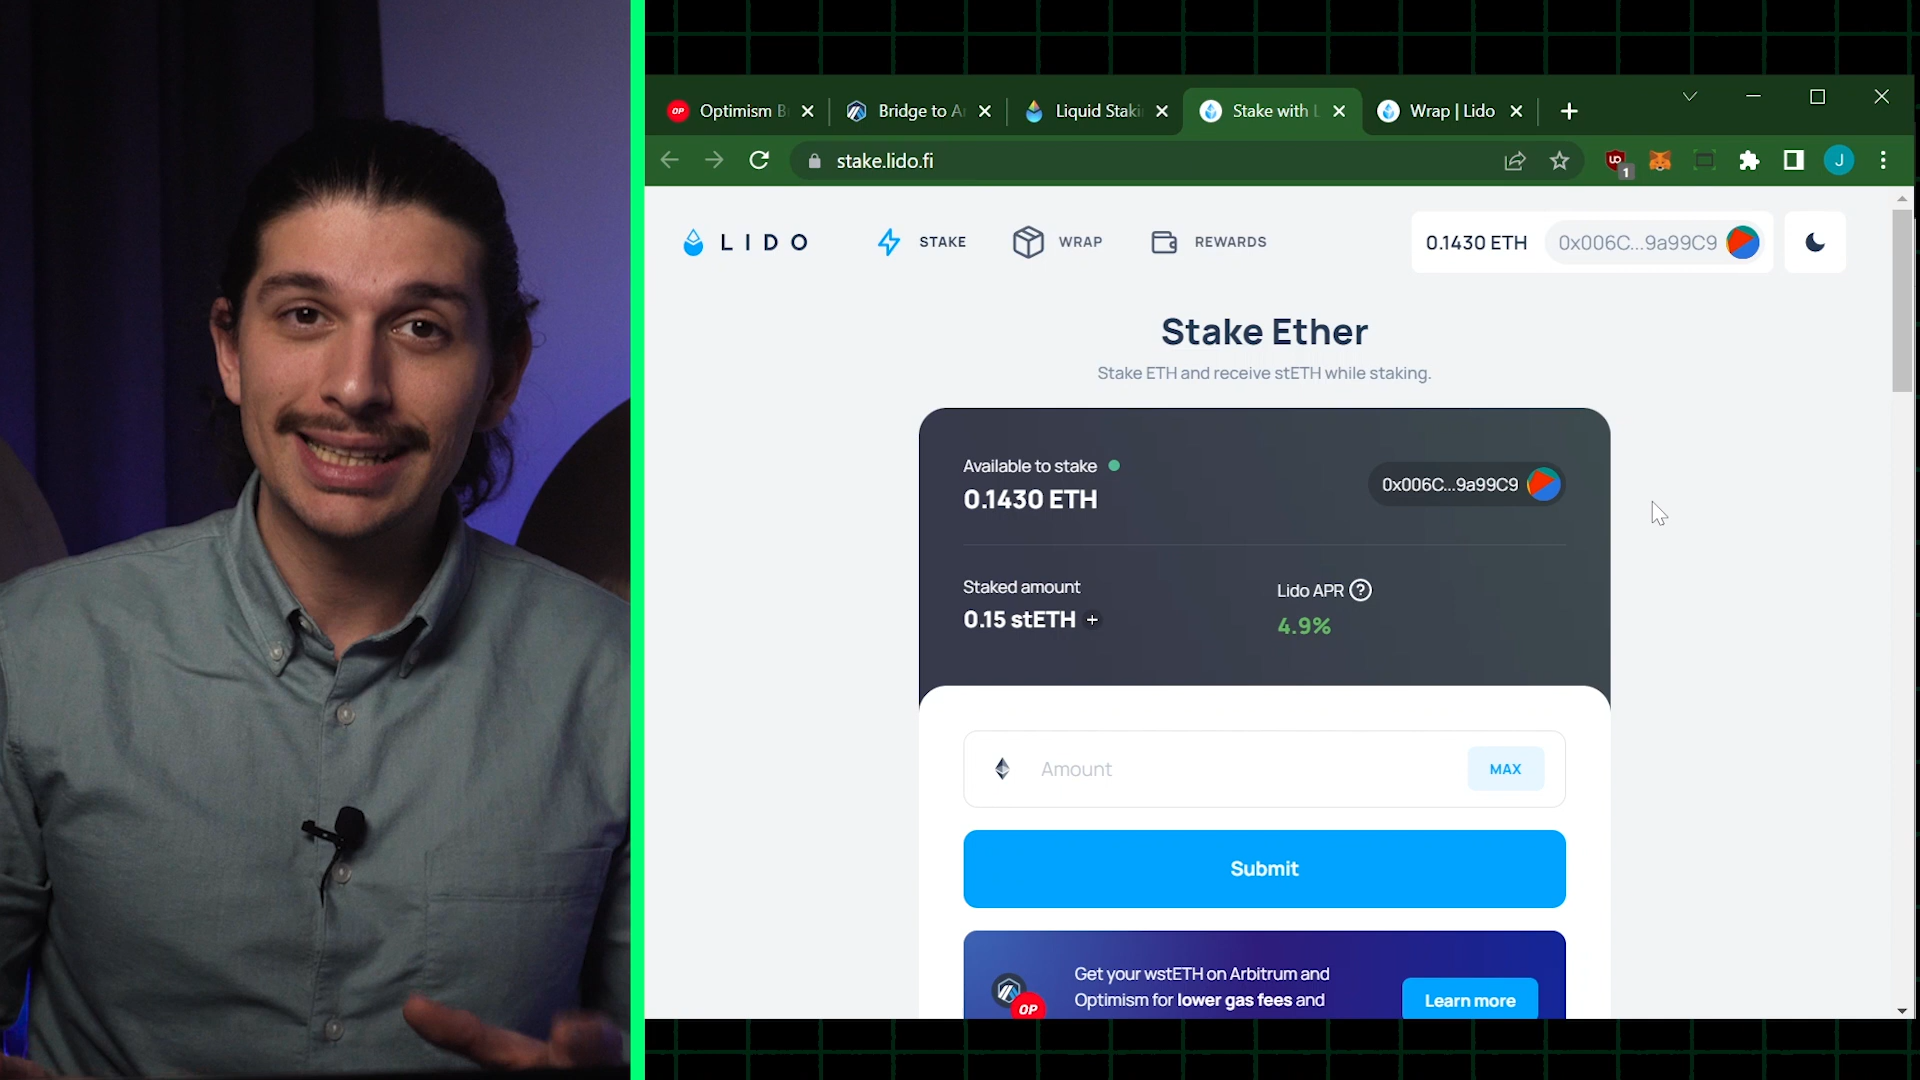 OP Optimism B
Bridge to A
Liquid Staki
Stake with L
Wrap | Lido
stake.lido.fi
1
J
LIDO
STAKE
WRAP
REWARDS
0.1430 ETH
0x006C...9a99C9
Stake Ether
Stake ETH and receive stETH while staking.
Available to stake
0.1430 ETH
0x006C...9a99C9
Staked amount
0.15 stETH +
Lido APR ?
4.9%
Amount
MAX
Submit
Get your wstETH on Arbitrum and
Optimism for lower gas fees and
OP
Learn more